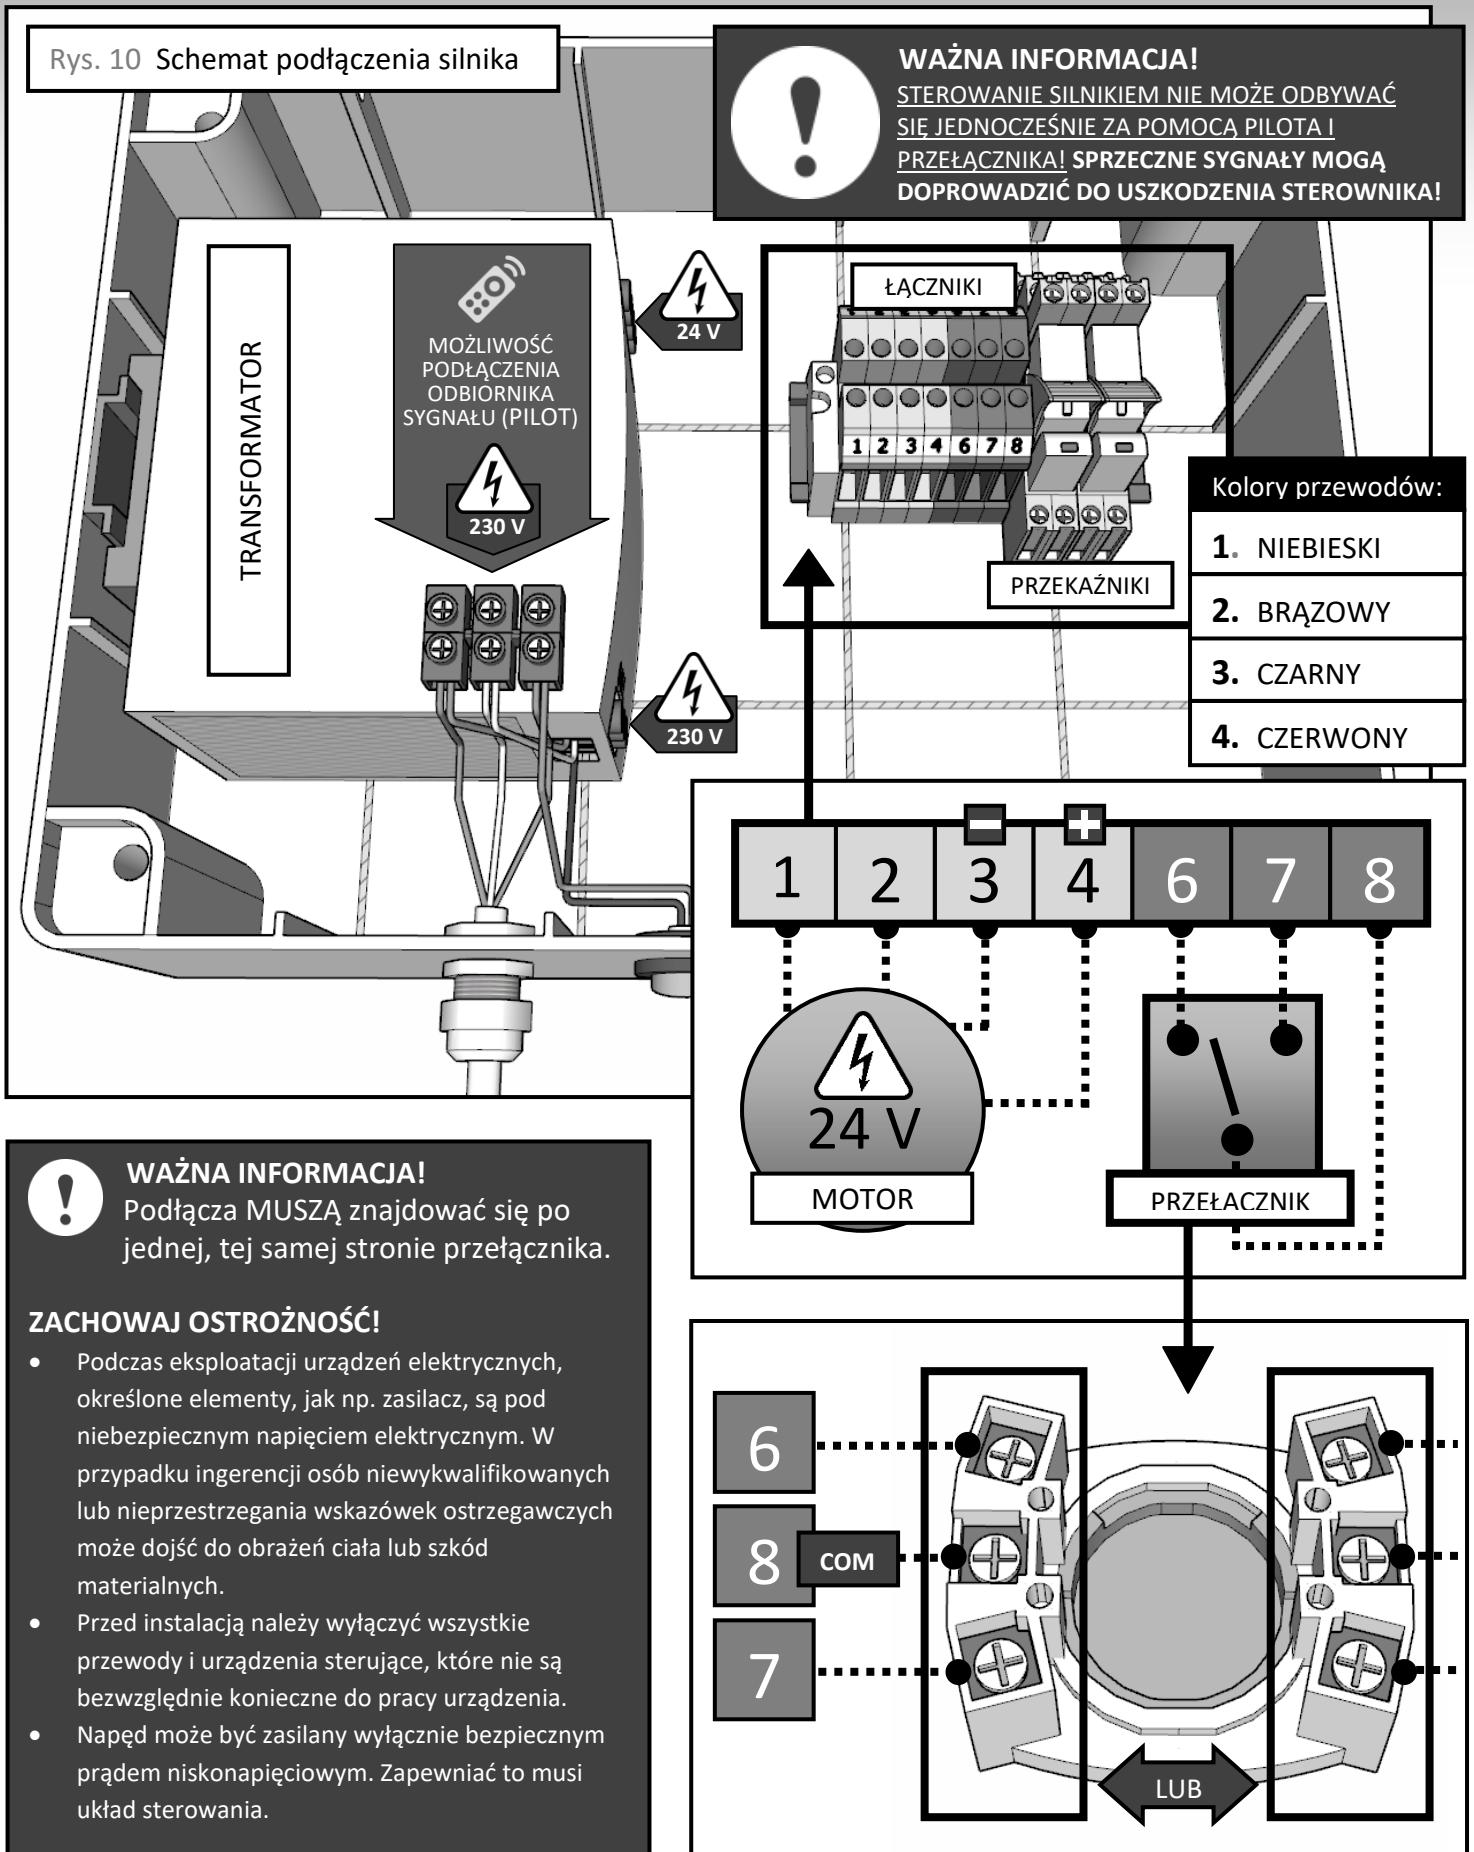 Rys. 10 Schemat podłączenia silnika
WAŻNA INFORMACJA!
STEROWANIE SILNIKIEM NIE MOŻE ODBYWAĆ
SIĘ JEDNOCZEŚNIE ZA POMOCĄ PILOTA I
PRZEŁĄCZNIKA! SPRZECZNE SYGNAŁY MOGĄ
DOPROWADZIĆ DO USZKODZENIA STEROWNIKA!
TRANSFORMATOR
MOŻLIWOŚĆ
PODŁĄCZENIA
ODBIORNIKA
SYGNAŁU (PILOT)
230 V
24 V
230 V
ŁĄCZNIKI
1 2 3 4 6 7 8
PRZEKAŹNIKI
Kolory przewodów:
1. NIEBIESKI
2. BRĄZOWY
3. CZARNY
4. CZERWONY
− +
1 2 3 4 6 7 8
24 V
MOTOR
PRZEŁACZNIK
WAŻNA INFORMACJA!
Podłącza MUSZĄ znajdować się po
jednej, tej samej stronie przełącznika.
ZACHOWAJ OSTROŻNOŚĆ!
• Podczas eksploatacji urządzeń elektrycznych,
określone elementy, jak np. zasilacz, są pod
niebezpiecznym napięciem elektrycznym. W
przypadku ingerencji osób niewykwalifikowanych
lub nieprzestrzegania wskazówek ostrzegawczych
może dojść do obrażeń ciała lub szkód
materialnych.
• Przed instalacją należy wyłączyć wszystkie
przewody i urządzenia sterujące, które nie są
bezwzględnie konieczne do pracy urządzenia.
• Napęd może być zasilany wyłącznie bezpiecznym
prądem niskonapięciowym. Zapewniać to musi
układ sterowania.
6
8 COM
7
LUB